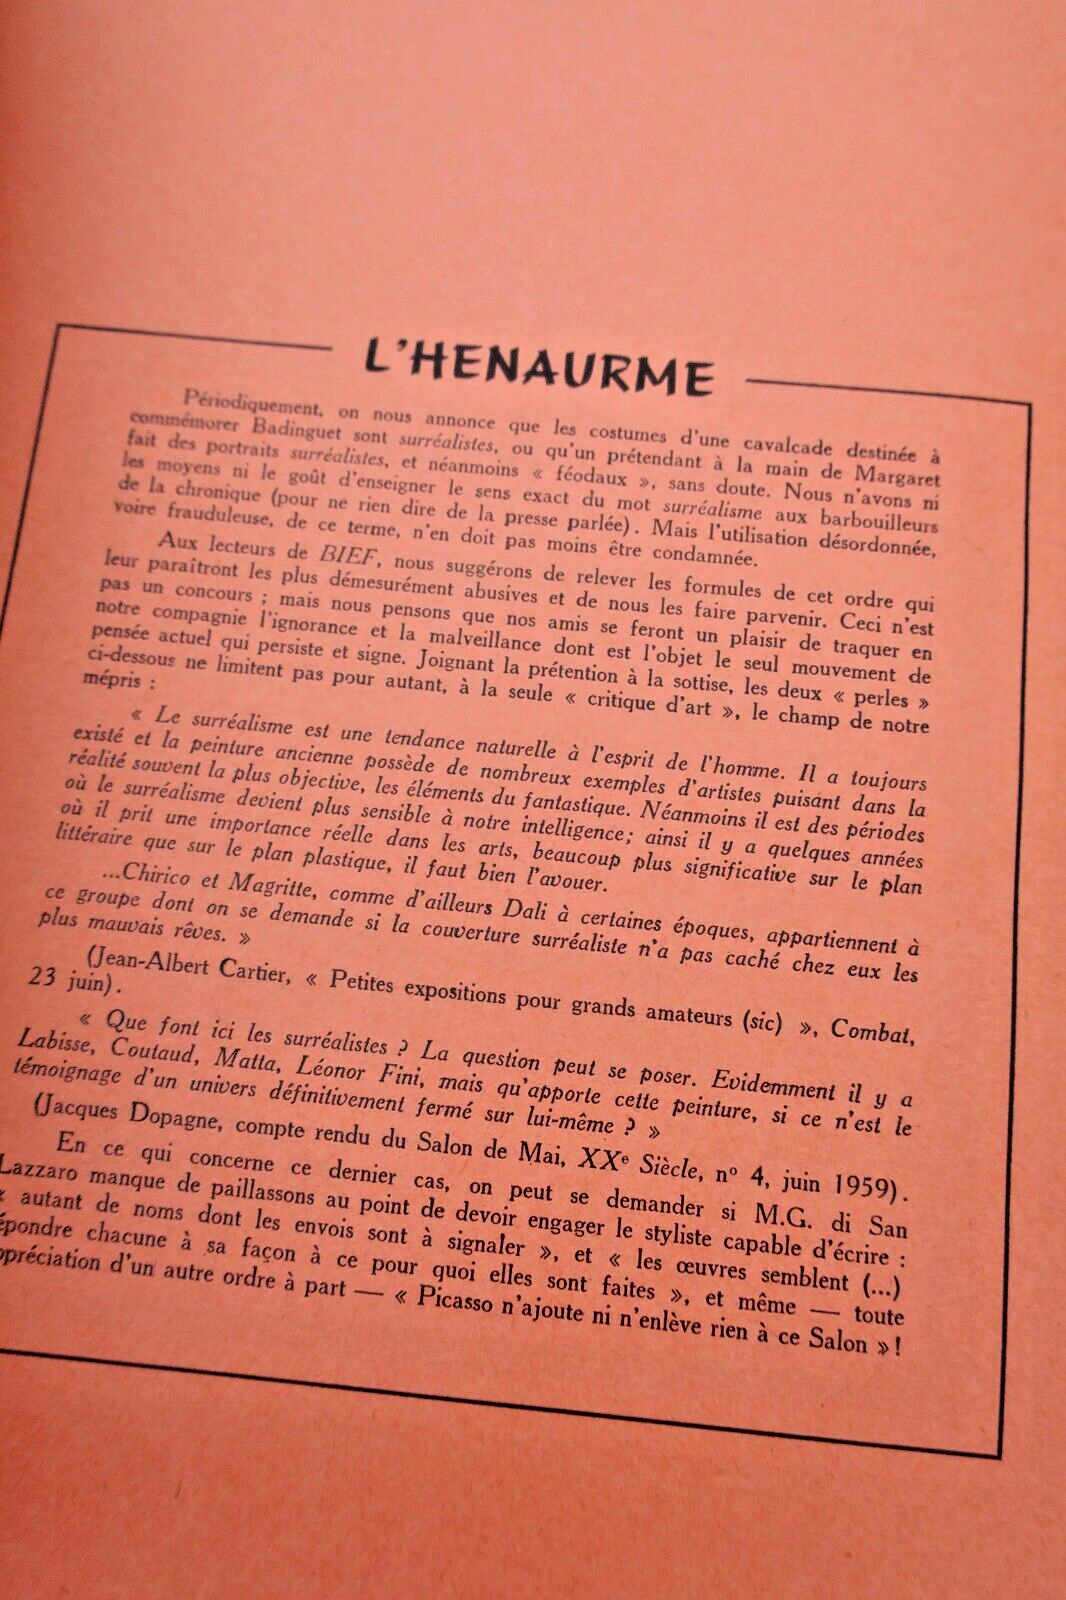 L'HENAURME
Périodiquement, on nous annonce que les costumes d'une cavalcade destinée à
commémorer Badinguet sont surréalistes, ou qu'un prétendant à la main de Margaret
fait des portraits surréalistes, et néanmoins « féodaux », sans doute. Nous n'avons ni
les moyens ni le goût d'enseigner le sens exact du mot surréalisme aux barbouilleurs
de la chronique (pour ne rien dire de la presse parlée). Mais l'utilisation désordonnée,
voire frauduleuse, de ce terme, n'en doit pas moins être condamnée.
Aux lecteurs de BIEF, nous suggérons de relever les formules de cet ordre qui
leur paraîtront les plus démesurément abusives et de nous les faire parvenir. Ceci n'est
pas un concours ; mais nous pensons que nos amis se feront un plaisir de traquer en
notre compagnie l'ignorance et la malveillance dont est l'objet le seul mouvement de
pensée actuel qui persiste et signe. Joignant la prétention à la sottise, les deux « perles »
ci-dessous ne limitent pas pour autant, à la seule « critique d'art », le champ de notre
mépris :
« Le surréalisme est une tendance naturelle à l'esprit de l'homme. Il a toujours
existé et la peinture ancienne possède de nombreux exemples d'artistes puisant dans la
réalité souvent la plus objective, les éléments du fantastique. Néanmoins il est des périodes
où le surréalisme devient plus sensible à notre intelligence; ainsi il y a quelques années
où il prit une importance réelle dans les arts, beaucoup plus significative sur le plan
littéraire que sur le plan plastique, il faut bien l'avouer.
...Chirico et Magritte, comme d'ailleurs Dali à certaines époques, appartiennent à
ce groupe dont on se demande si la couverture surréaliste n'a pas caché chez eux les
plus mauvais rêves. »
(Jean-Albert Cartier, « Petites expositions pour grands amateurs (sic) », Combat,
23 juin).
« Que font ici les surréalistes ? La question peut se poser. Evidemment il y a
Labisse, Coutaud, Matta, Léonor Fini, mais qu'apporte cette peinture, si ce n'est le
témoignage d'un univers définitivement fermé sur lui-même ? »
(Jacques Dopagne, compte rendu du Salon de Mai, XXe Siècle, n° 4, juin 1959).
En ce qui concerne ce dernier cas, on peut se demander si M.G. di San
Lazzaro manque de paillassons au point de devoir engager le styliste capable d'écrire :
« autant de noms dont les envois sont à signaler », et « les œuvres semblent (...)
épondre chacune à sa façon à ce pour quoi elles sont faites », et même — toute
ppréciation d'un autre ordre à part — « Picasso n'ajoute ni n'enlève rien à ce Salon »!